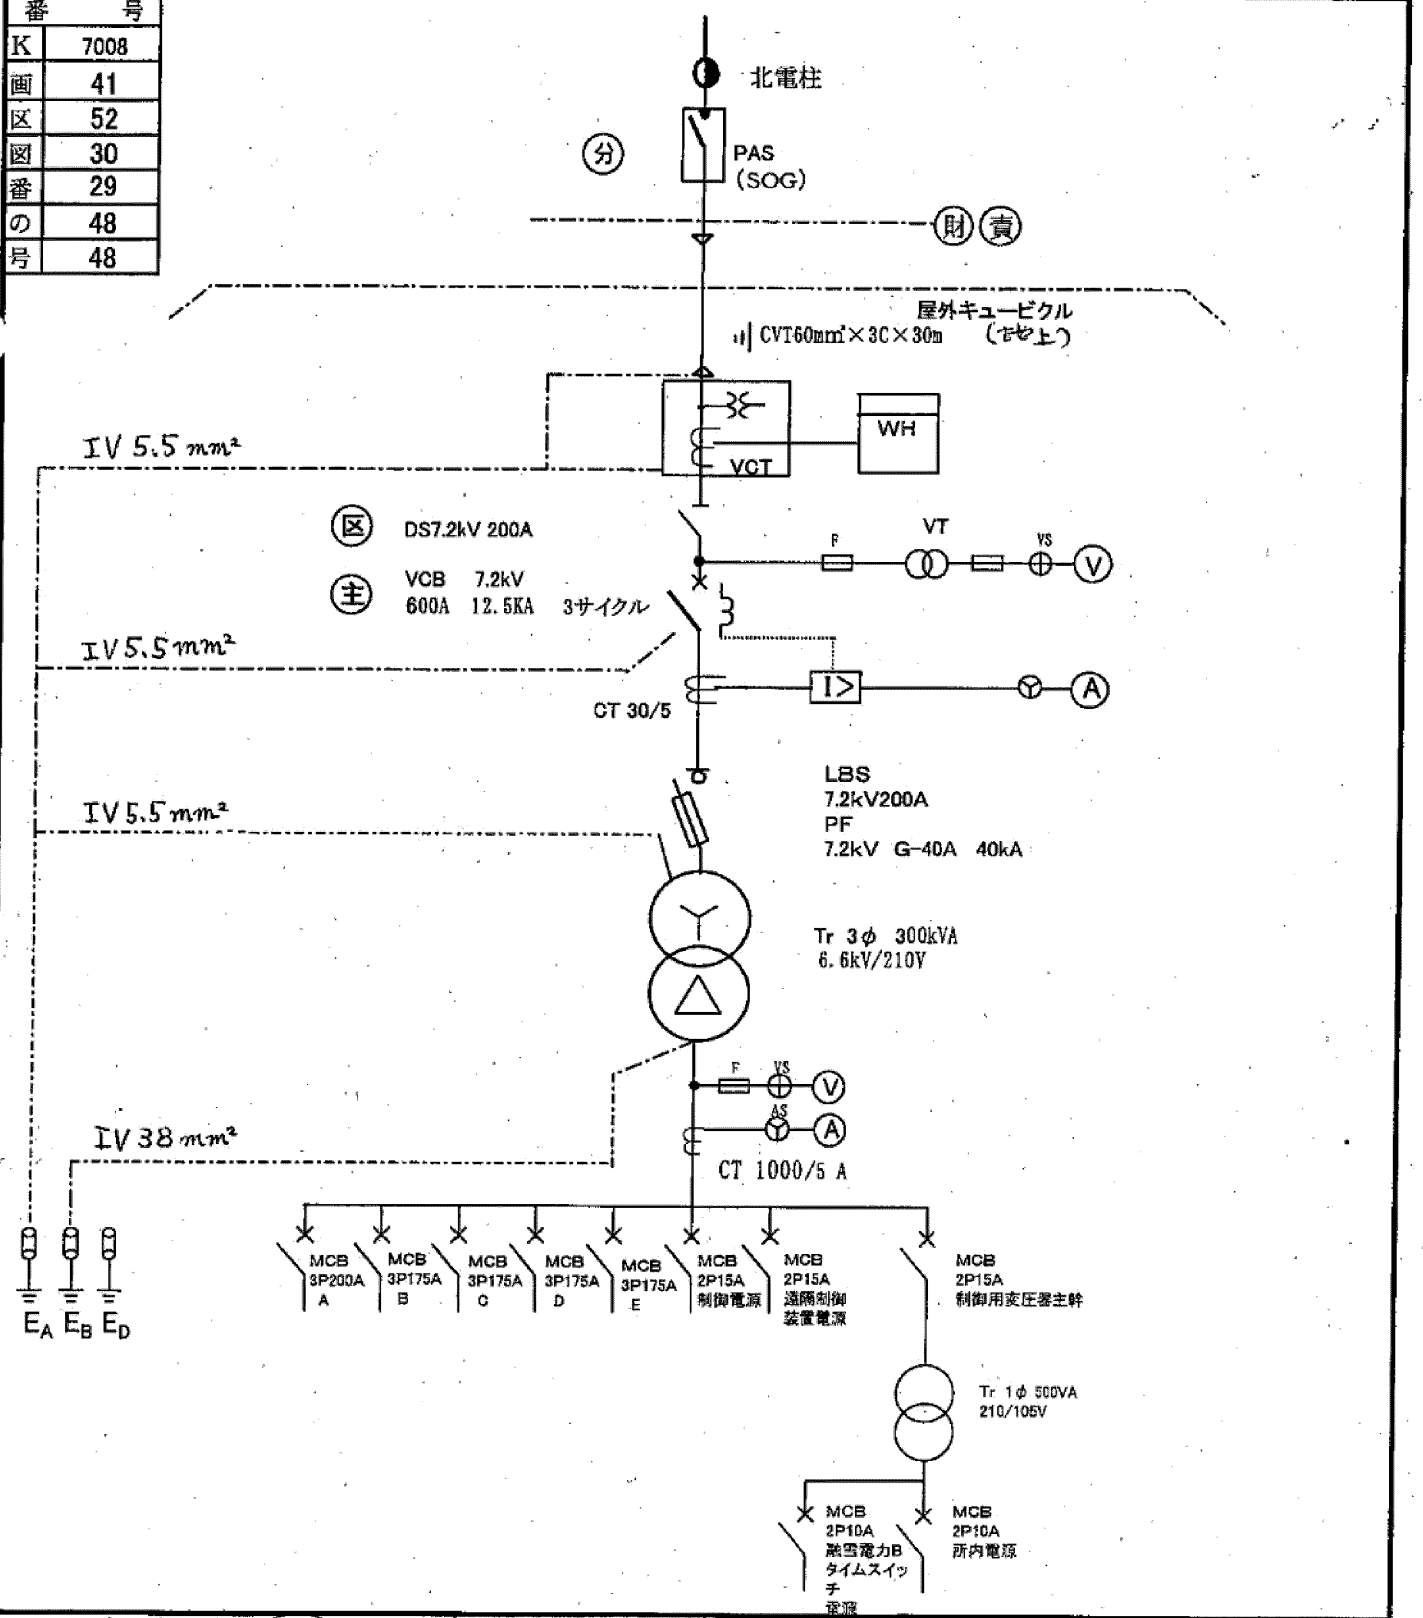 番 号
K 7008
画 41
区 52
図 30
番 29
の 48
号 48
北電柱
分
PAS
(SOG)
財 責
屋外キュービクル
CVT60mm²×3C×30m
IV 5.5 mm²
VCT
WH
区 DS7.2kV 200A
VT
F
VS
V
主 VCB 7.2kV
600A 12.5KA 3サイクル
IV 5.5 mm²
I>
A
CT 30/5
LBS
7.2kV200A
PF
7.2kV G-40A 40kA
IV 5.5 mm²
Tr 3φ 300kVA
6.6kV/210V
F
VS
V
AS
A
CT 1000/5 A
IV 38 mm²
EA EB ED
MCB
3P200A
A
MCB
3P175A
B
MCB
3P175A
C
MCB
3P175A
D
MCB
3P175A
E
MCB
2P15A
制御電源
MCB
2P15A
遠隔制御
装置電源
MCB
2P15A
制御用変圧器主幹
Tr 1φ 500VA
210/105V
MCB
2P10A
融雪電力B
タイムスイッ
チ
電源
MCB
2P10A
所内電源